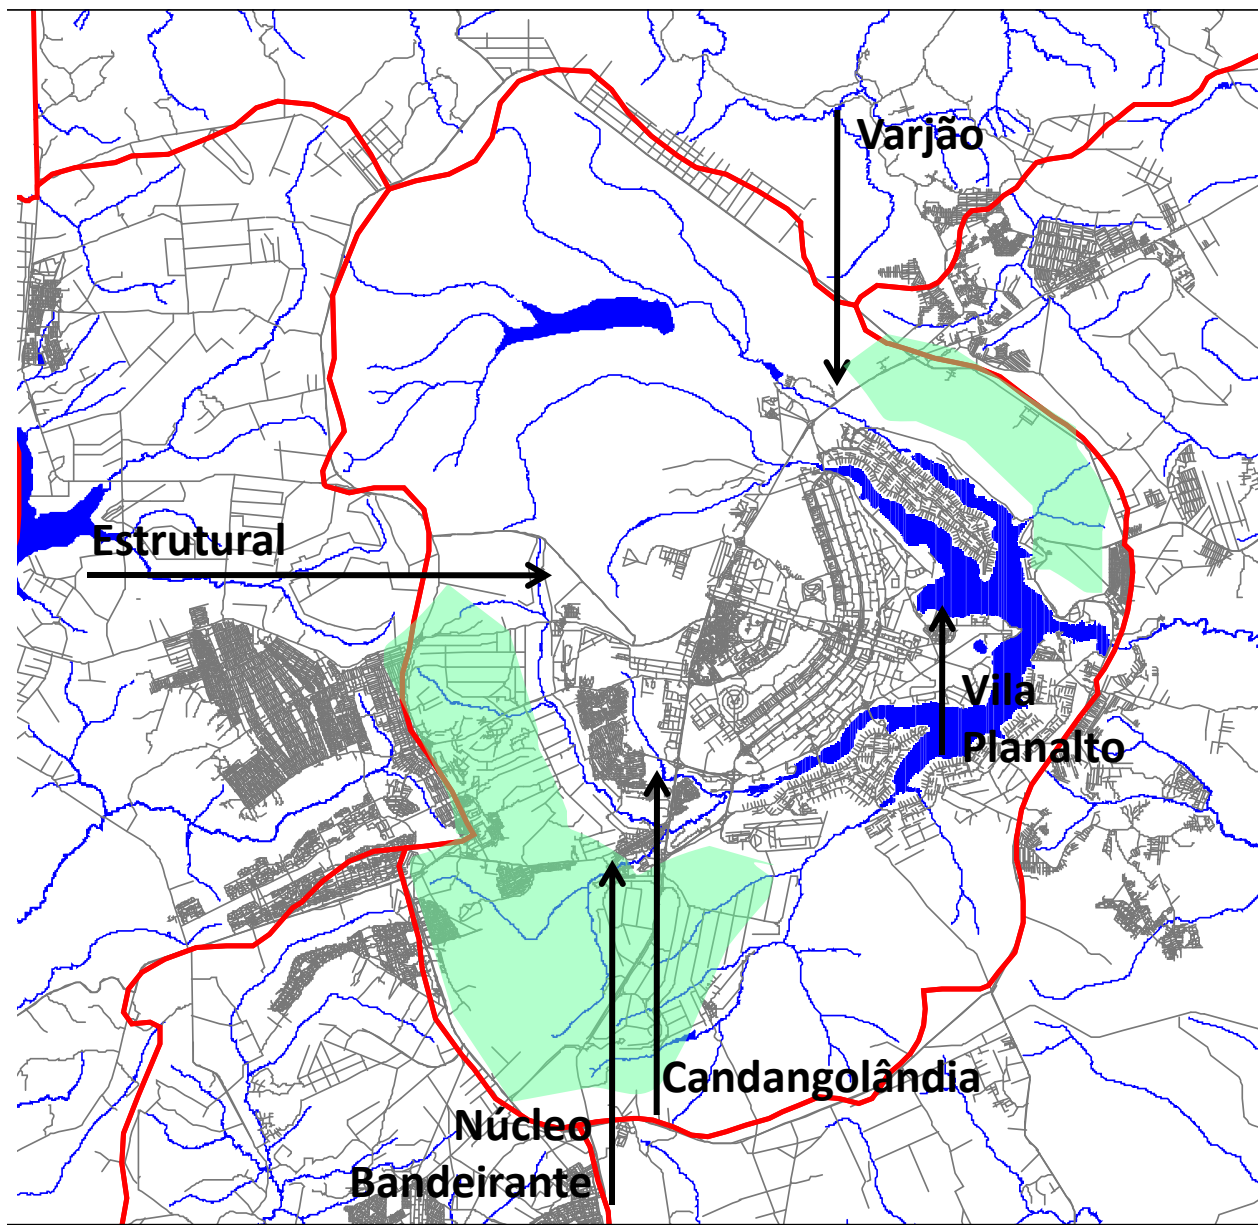 Varjão
Estrutural
Vila
Planalto
Candangolândia
Núcleo
Bandeirante